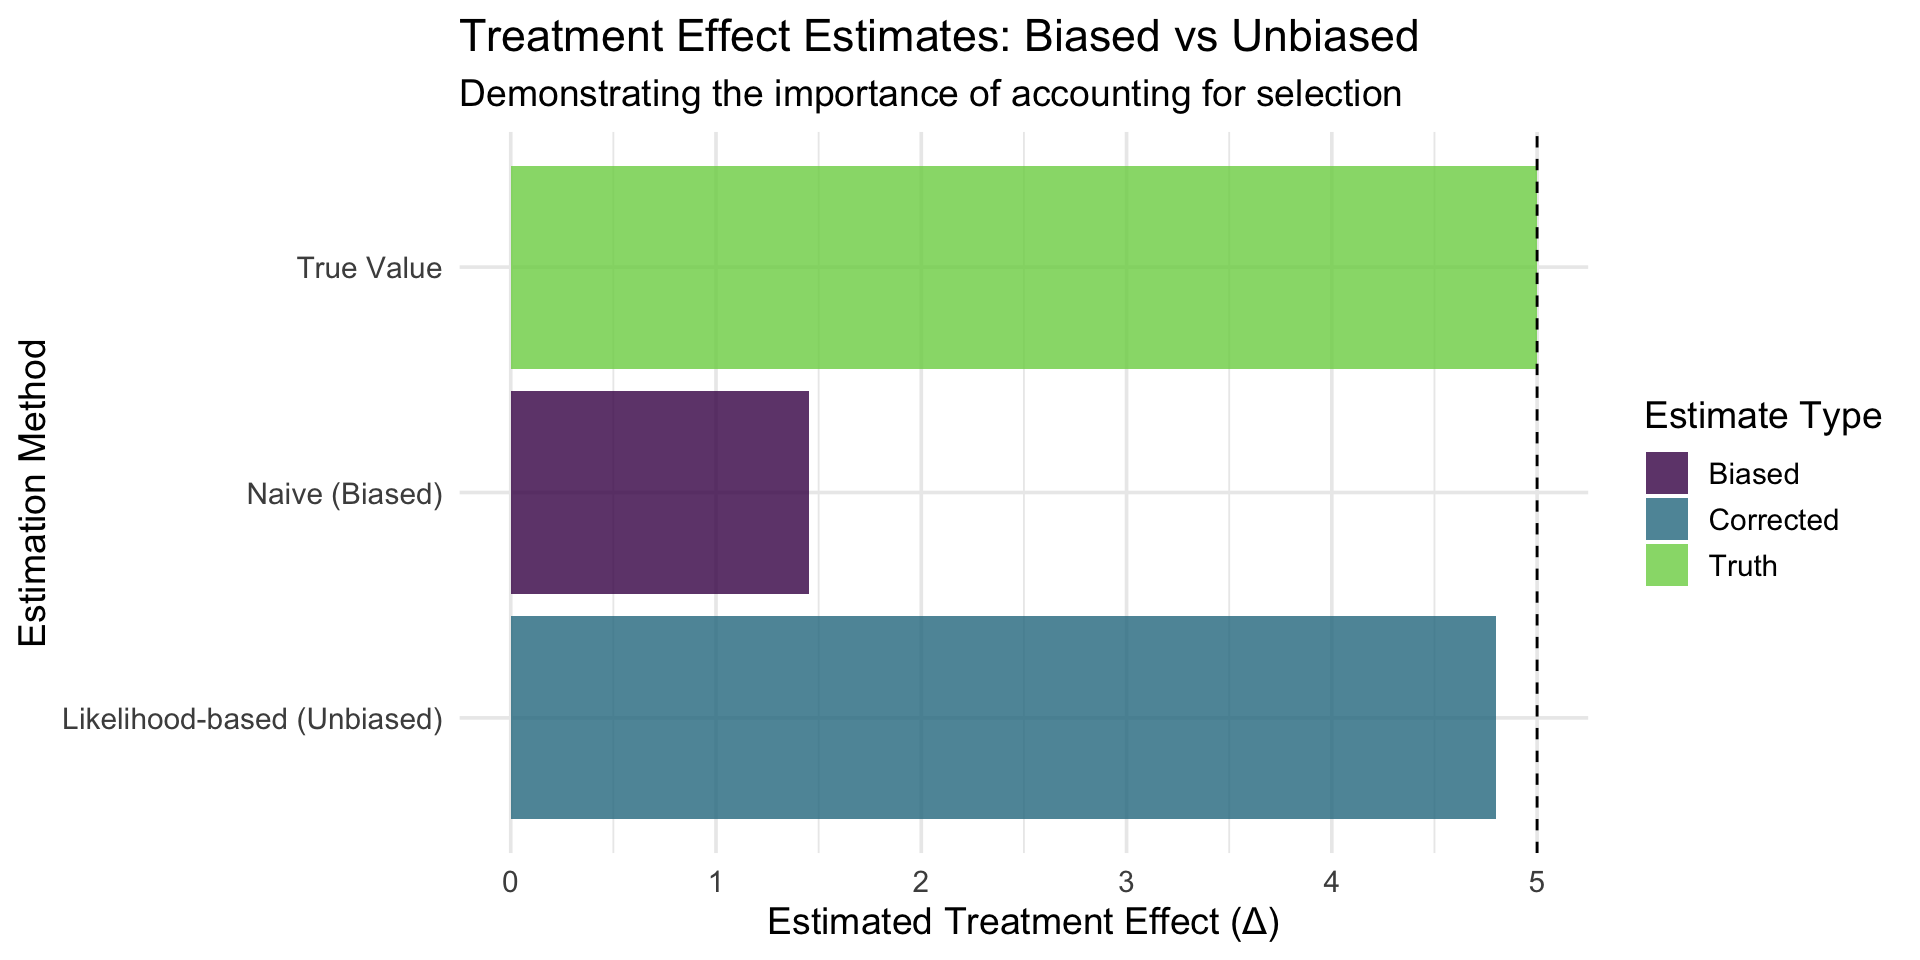 Treatment Effect Estimates: Biased vs Unbiased
Demonstrating the importance of accounting for selection
Estimation Method
True Value
Naive (Biased)
Likelihood-based (Unbiased)
0 1 2 3 4 5
Estimated Treatment Effect (Δ)
Estimate Type
Biased
Corrected
Truth